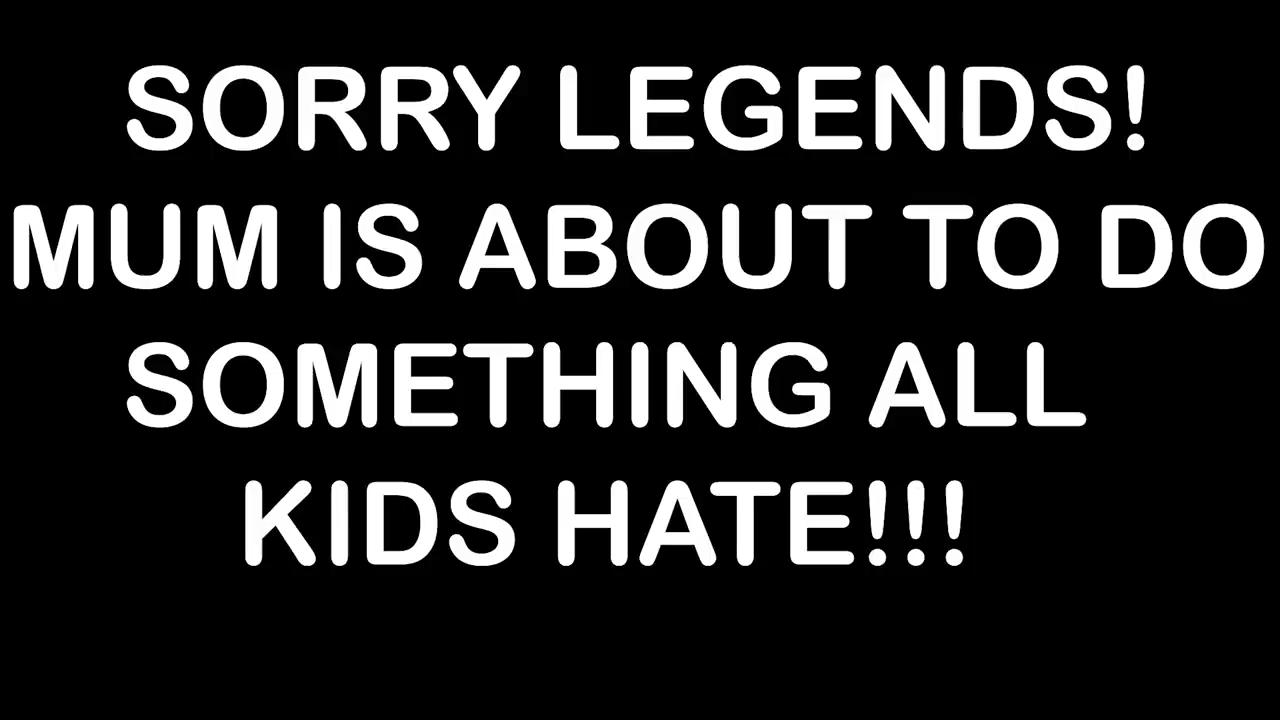 SORRY LEGENDS!
MUM IS ABOUT TO DO
SOMETHING ALL
KIDS HATE!!!